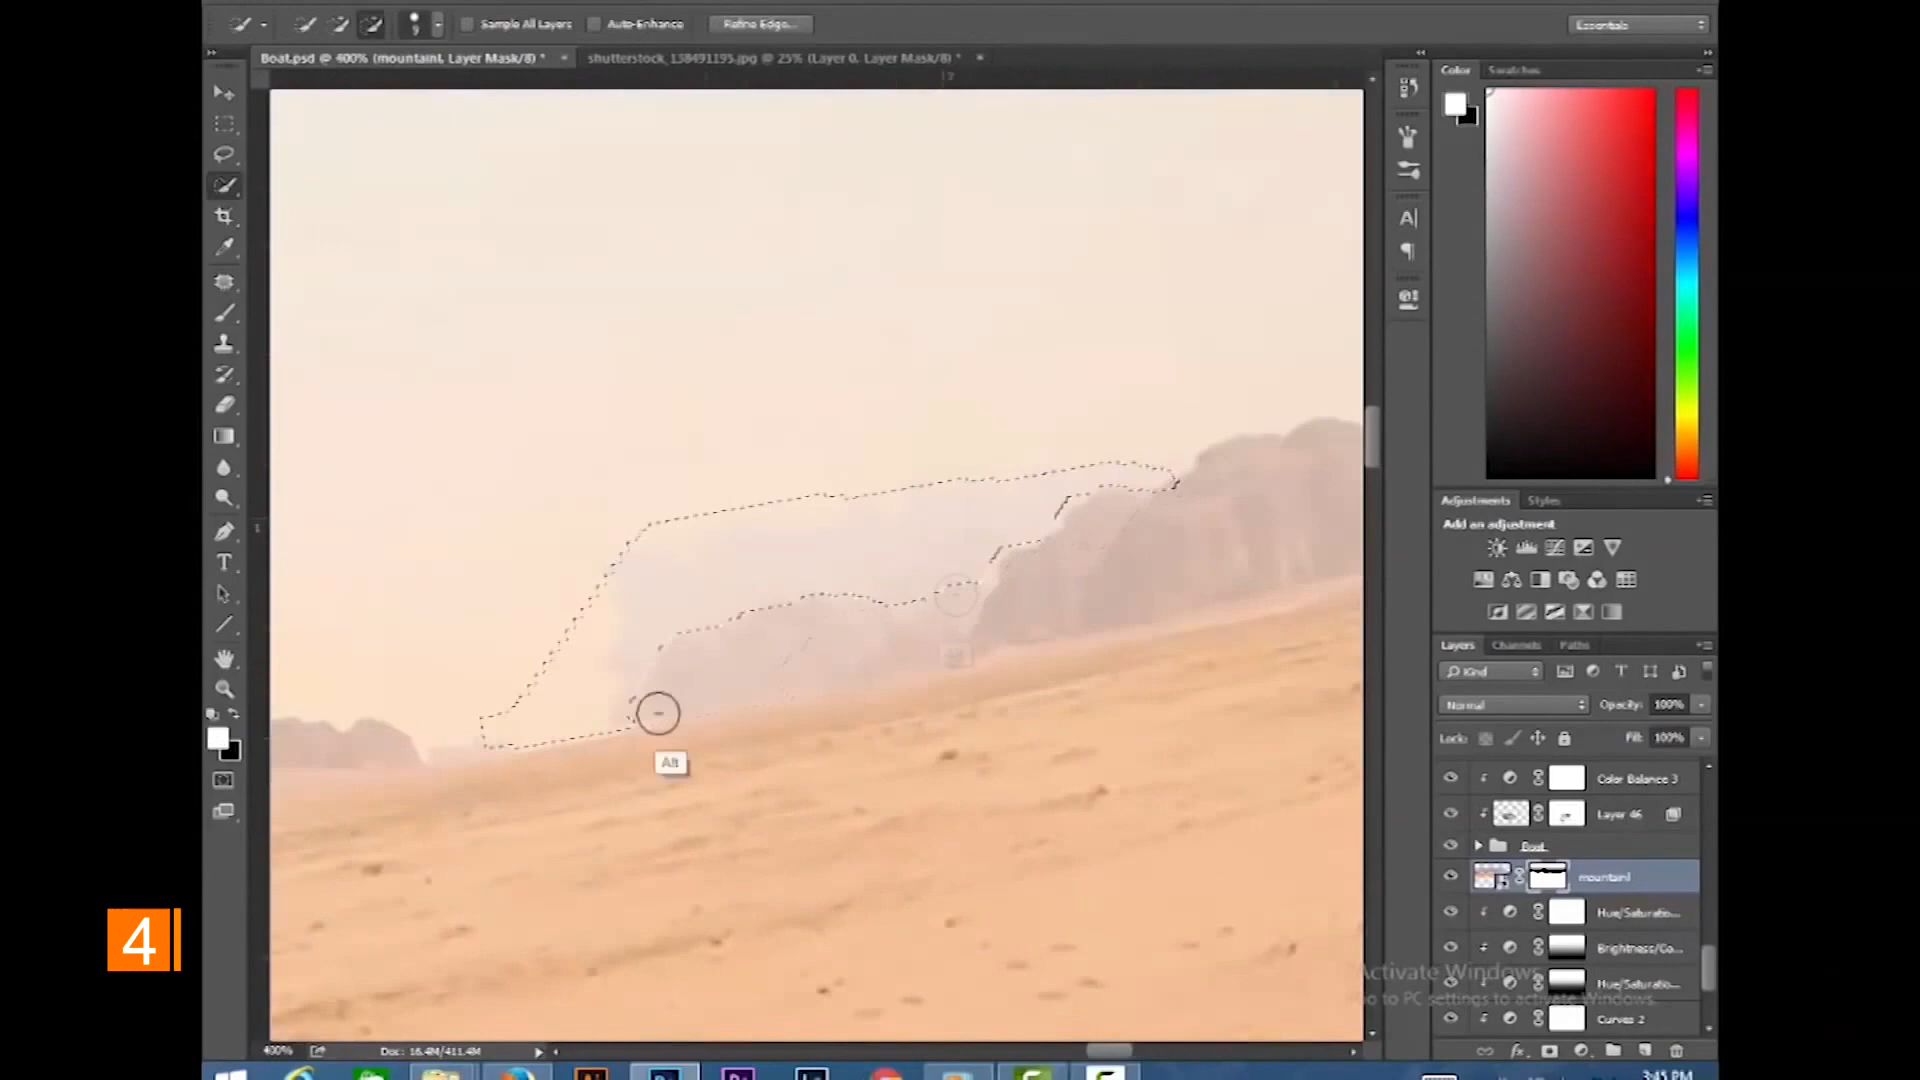 Sample All Layers Auto-Enhance Refine Edge... Essentials
Boat.psd @ 400% (mountain1, Layer Mask/8) * × shutterstock_138491195.jpg @ 25% (Layer 0, Layer Mask/8) * ×
Color Swatches
Adjustments Styles
Add an adjustment
Layers Channels Paths
Kind
Normal Opacity: 100%
Lock: Fill: 100%
Color Balance 3
Layer 46
Boat
mountain1
Hue/Saturatio...
Brightness/Co...
Hue/Saturatio...
Curves 2
Alt
4
Activate Windows
Go to PC settings to activate Windows.
400% Doc: 16.4M/411.4M
3:45 PM